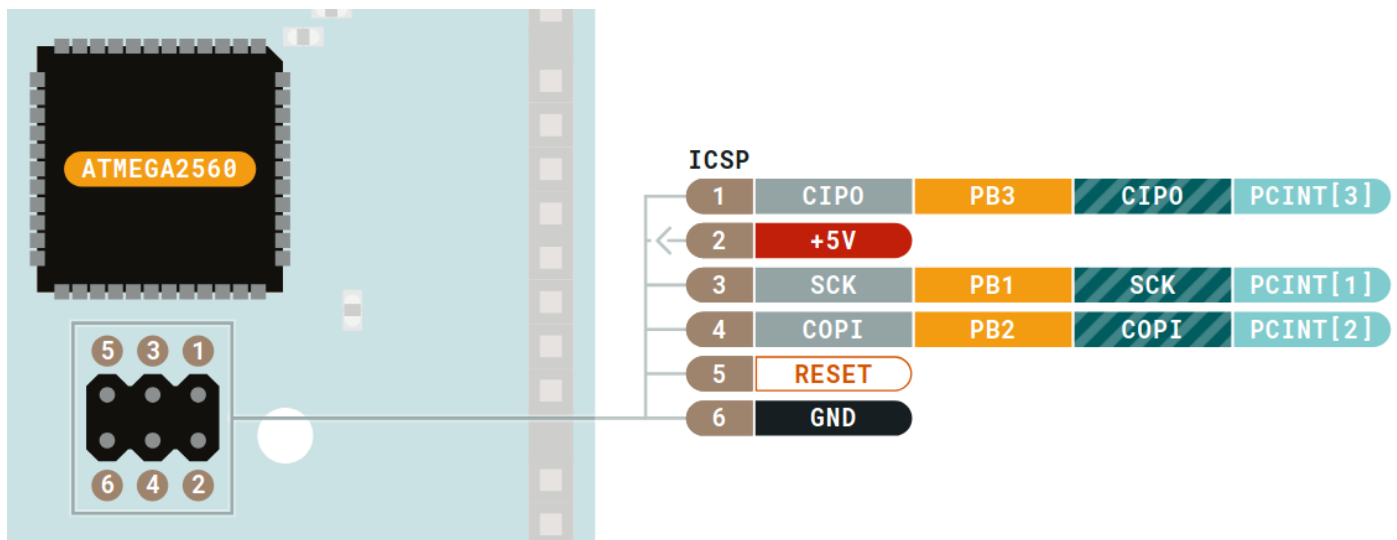 ATMEGA2560
5 3 1
6 4 2
ICSP
1 CIPO PB3 CIPO PCINT[3]
2 +5V
3 SCK PB1 SCK PCINT[1]
4 COPI PB2 COPI PCINT[2]
5 RESET
6 GND